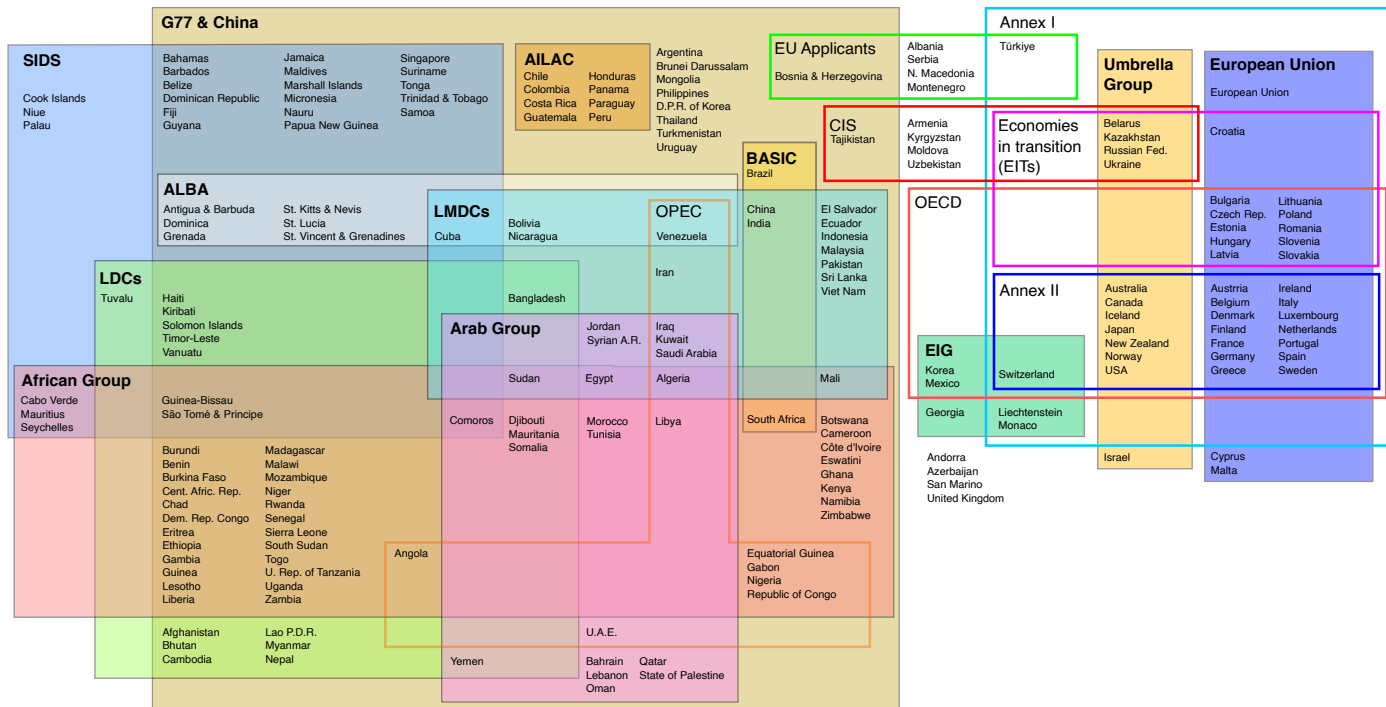 G77 & China
SIDS
Cook Islands
Niue
Palau
Bahamas
Barbados
Belize
Dominican Republic
Fiji
Guyana
Jamaica
Maldives
Marshall Islands
Micronesia
Nauru
Papua New Guinea
Singapore
Suriname
Tonga
Trinidad & Tobago
Samoa
AILAC
Chile
Colombia
Costa Rica
Guatemala
Honduras
Panama
Paraguay
Peru
Argentina
Brunei Darussalam
Mongolia
Philippines
D.P.R. of Korea
Thailand
Turkmenistan
Uruguay
EU Applicants
Bosnia & Herzegovina
Albania
Serbia
N. Macedonia
Montenegro
Annex I
Türkiye
Umbrella
Group
European Union
European Union
CIS
Tajikistan
Armenia
Kyrgyzstan
Moldova
Uzbekistan
Economies
in transition
(EITs)
Belarus
Kazakhstan
Russian Fed.
Ukraine
Croatia
BASIC
Brazil
ALBA
Antigua & Barbuda
Dominica
Grenada
St. Kitts & Nevis
St. Lucia
St. Vincent & Grenadines
LMDCs
Cuba
Bolivia
Nicaragua
OPEC
Venezuela
Iran
China
India
El Salvador
Ecuador
Indonesia
Malaysia
Pakistan
Sri Lanka
Viet Nam
OECD
Bulgaria
Czech Rep.
Estonia
Hungary
Latvia
Lithuania
Poland
Romania
Slovenia
Slovakia
LDCs
Tuvalu
Haiti
Kiribati
Solomon Islands
Timor-Leste
Vanuatu
Bangladesh
Arab Group
Jordan
Syrian A.R.
Iraq
Kuwait
Saudi Arabia
Annex II
Australia
Canada
Iceland
Japan
New Zealand
Norway
USA
Austrria
Belgium
Denmark
Finland
France
Germany
Greece
Ireland
Italy
Luxembourg
Netherlands
Portugal
Spain
Sweden
EIG
Korea
Mexico
Switzerland
Georgia
Liechtenstein
Monaco
African Group
Cabo Verde
Mauritius
Seychelles
Guinea-Bissau
São Tomé & Principe
Sudan
Egypt
Algeria
Mali
Comoros
Djibouti
Mauritania
Somalia
Morocco
Tunisia
Libya
South Africa
Botswana
Cameroon
Côte d'Ivoire
Eswatini
Ghana
Kenya
Namibia
Zimbabwe
Andorra
Azerbaijan
San Marino
United Kingdom
Israel
Cyprus
Malta
Burundi
Benin
Burkina Faso
Cent. Afric. Rep.
Chad
Dem. Rep. Congo
Eritrea
Ethiopia
Gambia
Guinea
Lesotho
Liberia
Madagascar
Malawi
Mozambique
Niger
Rwanda
Senegal
Sierra Leone
South Sudan
Togo
U. Rep. of Tanzania
Uganda
Zambia
Angola
Equatorial Guinea
Gabon
Nigeria
Republic of Congo
Afghanistan
Bhutan
Cambodia
Lao P.D.R.
Myanmar
Nepal
U.A.E.
Yemen
Bahrain
Lebanon
Oman
Qatar
State of Palestine